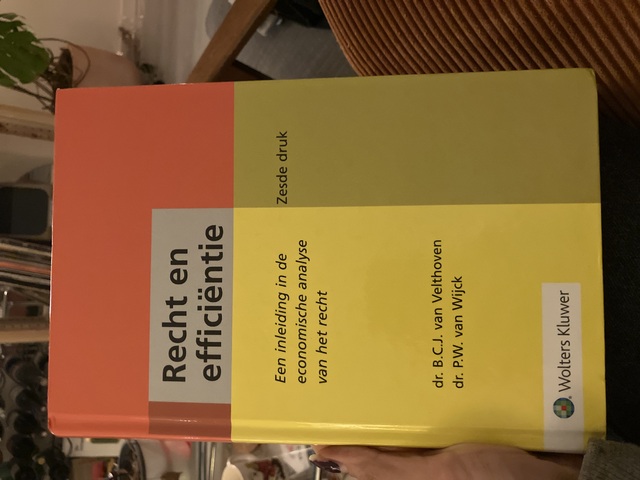 Recht en
efficiëntie
Een inleiding in de
economische analyse
van het recht
Zesde druk
dr. B.C.J. van Velthoven
dr. P.W. van Wijck
Wolters Kluwer